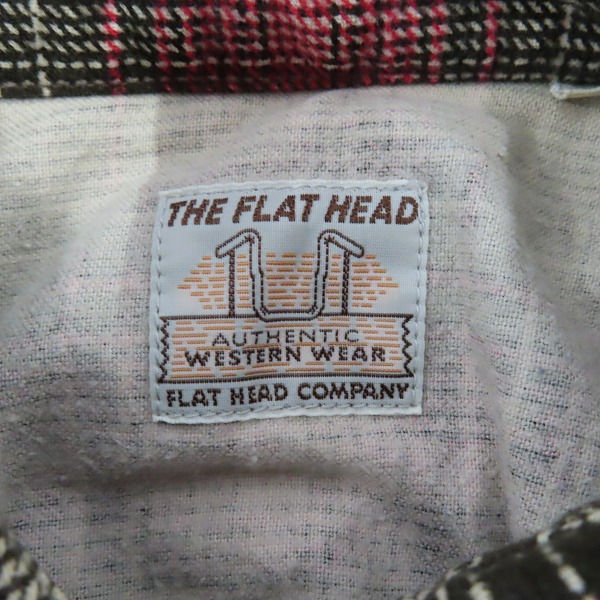 THE FLAT HEAD
AUTHENTIC
WESTERN WEAR
FLAT HEAD COMPANY